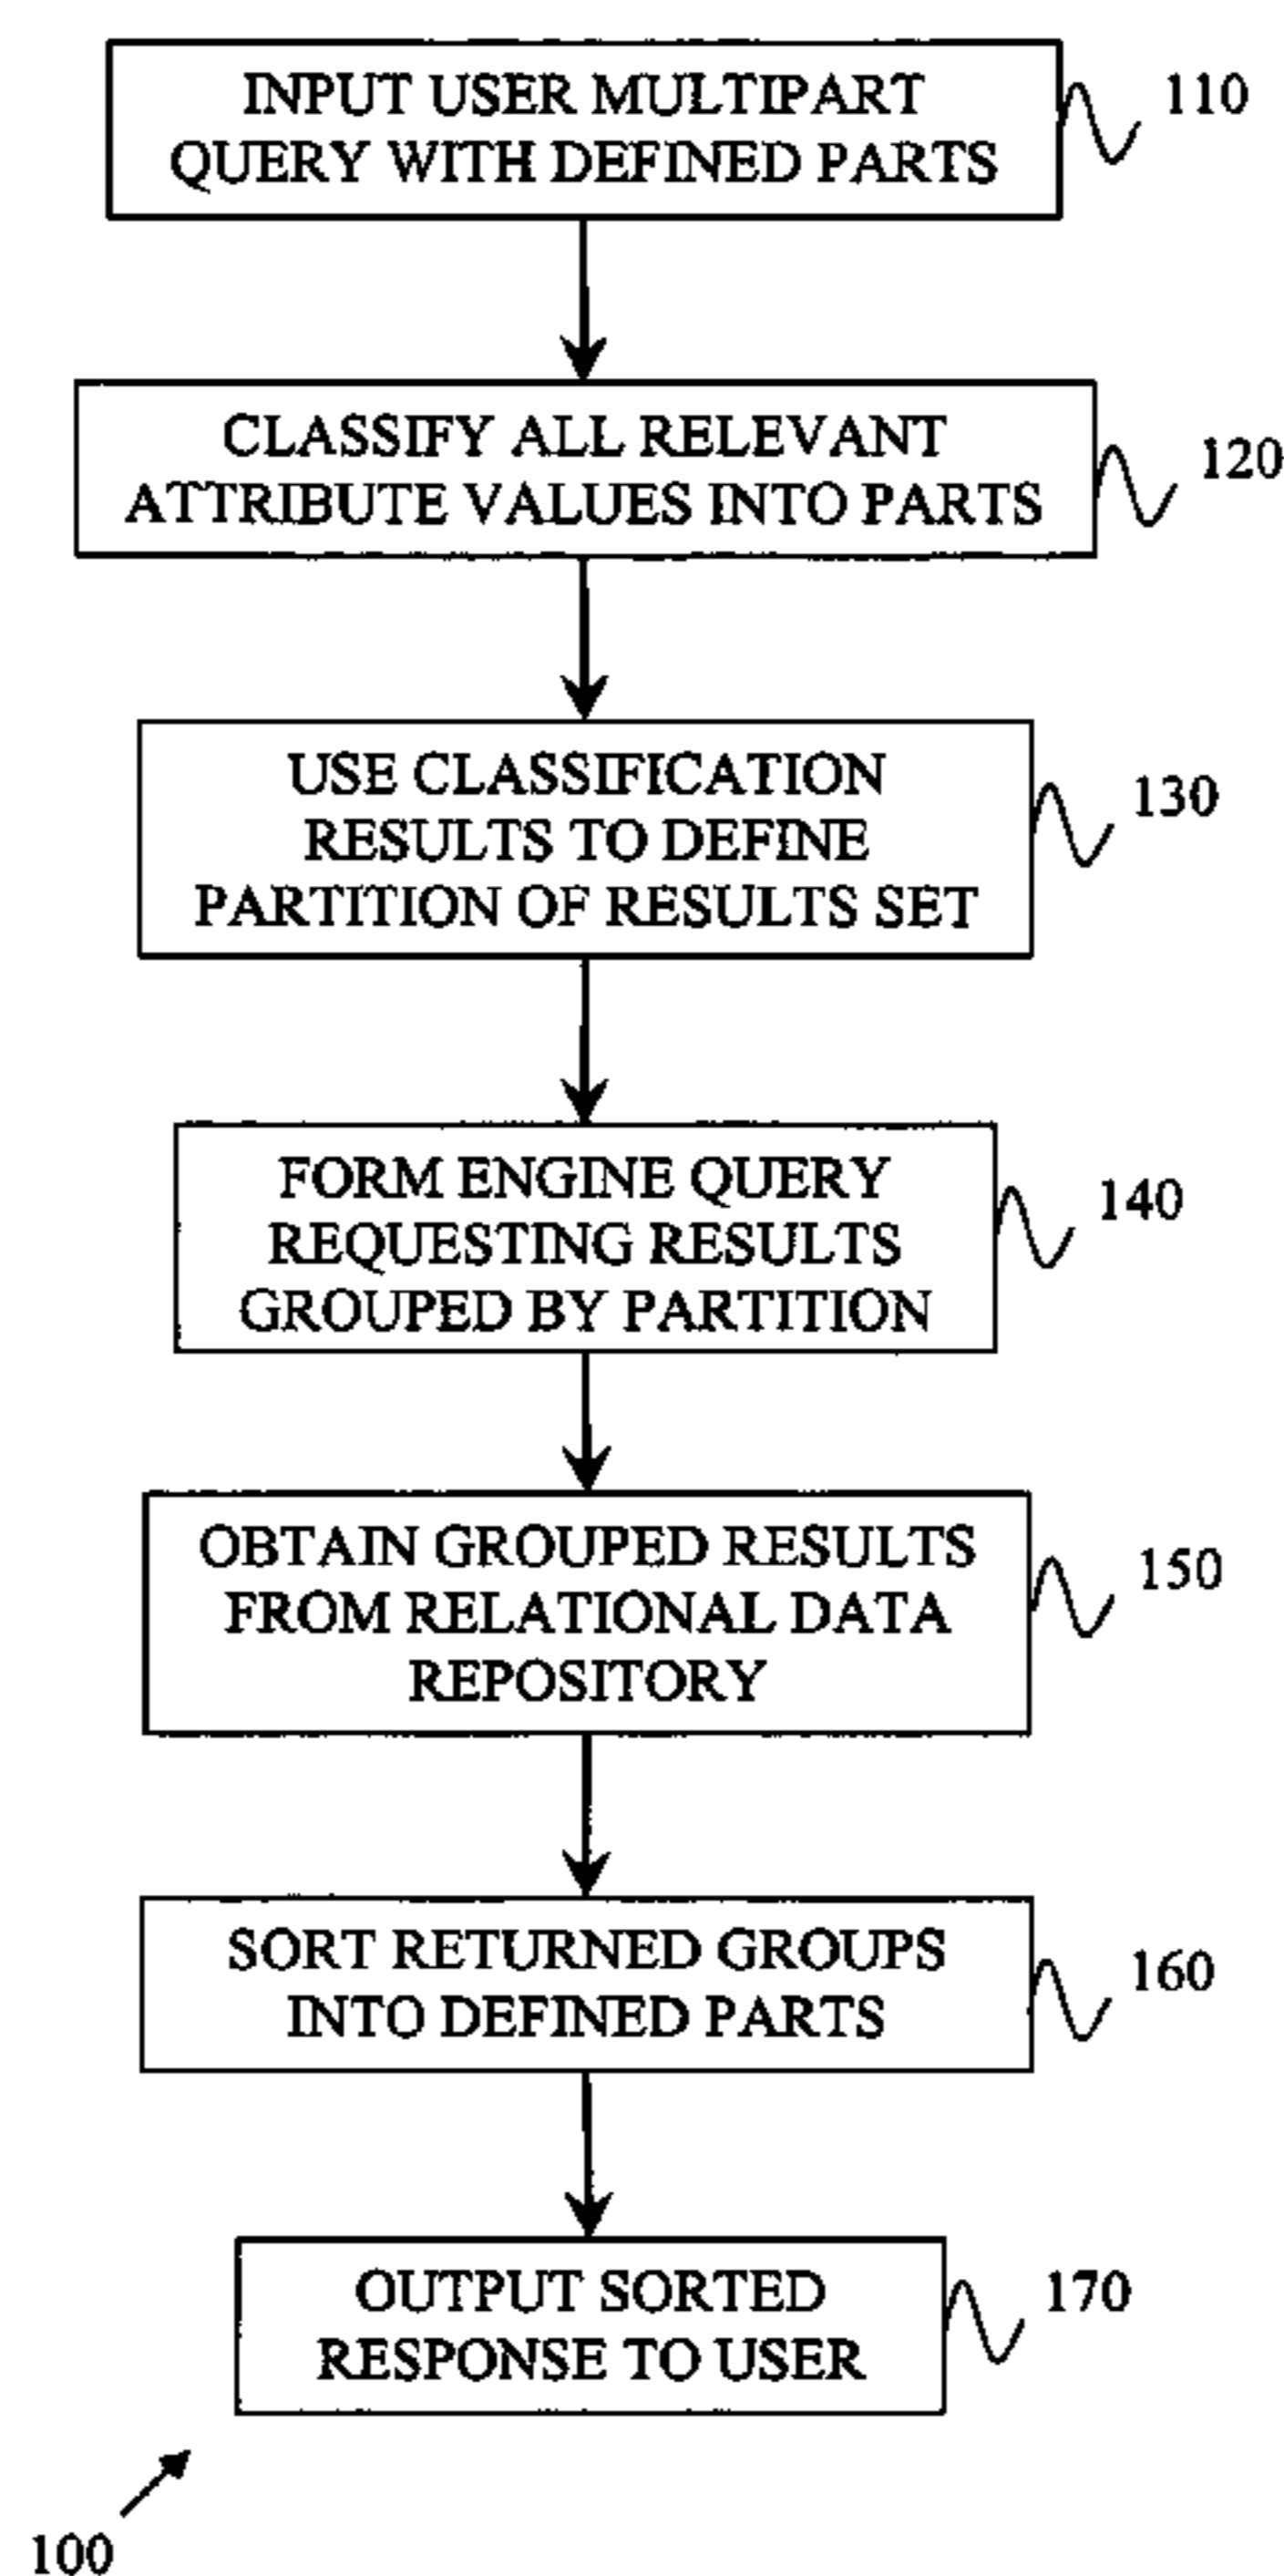 INPUT USER MULTIPART
QUERY WITH DEFINED PARTS
110
CLASSIFY ALL RELEVANT
ATTRIBUTE VALUES INTO PARTS
120
USE CLASSIFICATION
RESULTS TO DEFINE
PARTITION OF RESULTS SET
130
FORM ENGINE QUERY
REQUESTING RESULTS
GROUPED BY PARTITION
140
OBTAIN GROUPED RESULTS
FROM RELATIONAL DATA
REPOSITORY
150
SORT RETURNED GROUPS
INTO DEFINED PARTS
160
OUTPUT SORTED
RESPONSE TO USER
170
100